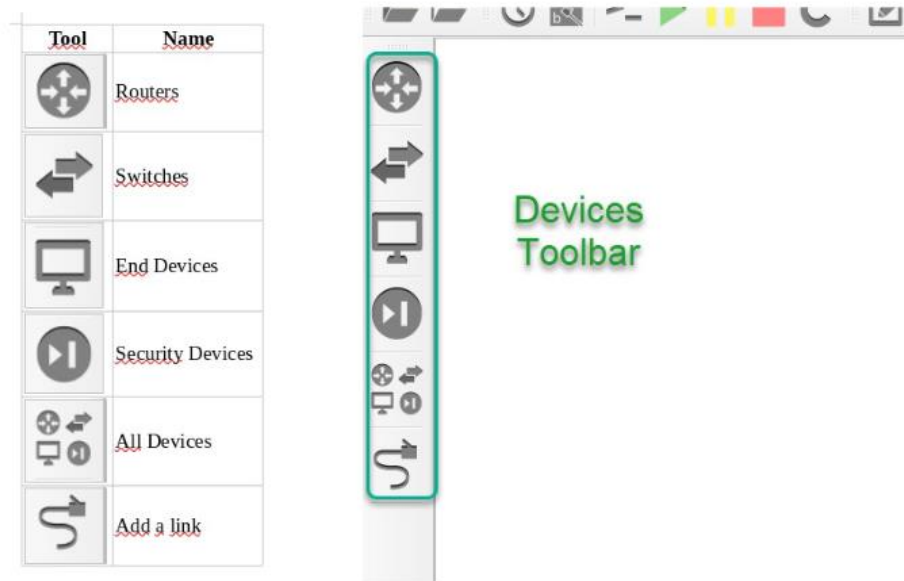 Tool Name
Routers
Switches
End Devices
Security Devices
All Devices
Add a link
Devices
Toolbar